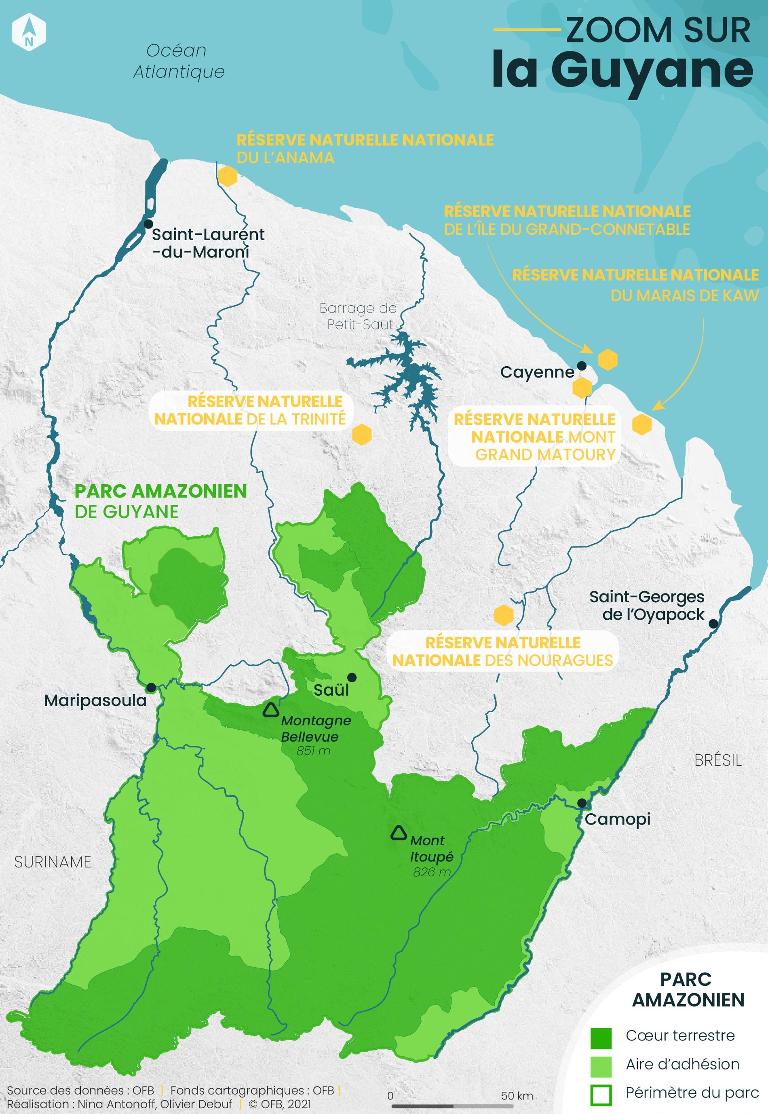 N
Océan
Atlantique
ZOOM SUR
la Guyane
RÉSERVE NATURELLE NATIONALE
DU L'ANAMA
RÉSERVE NATURELLE NATIONALE
DE L'ÎLE DU GRAND-CONNETABLE
Saint-Laurent
-du-Maroni
RÉSERVE NATURELLE NATIONALE
DU MARAIS DE KAW
Barrage de
Petit-Saut
Cayenne
RÉSERVE NATURELLE
NATIONALE DE LA TRINITÉ
RÉSERVE NATURELLE
NATIONALE MONT
GRAND MATOURY
PARC AMAZONIEN
DE GUYANE
Saint-Georges
de l'Oyapock
RÉSERVE NATURELLE
NATIONALE DES NOURAGUES
Maripasoula
Saül
Montagne
Bellevue
851 m
BRÉSIL
Camopi
Mont
Itoupé
826 m
SURINAME
PARC
AMAZONIEN
Cœur terrestre
Aire d'adhésion
Périmètre du parc
Source des données : OFB | Fonds cartographiques : OFB |
Réalisation : Nina Antonoff, Olivier Debuf | © OFB, 2021
0 50 km